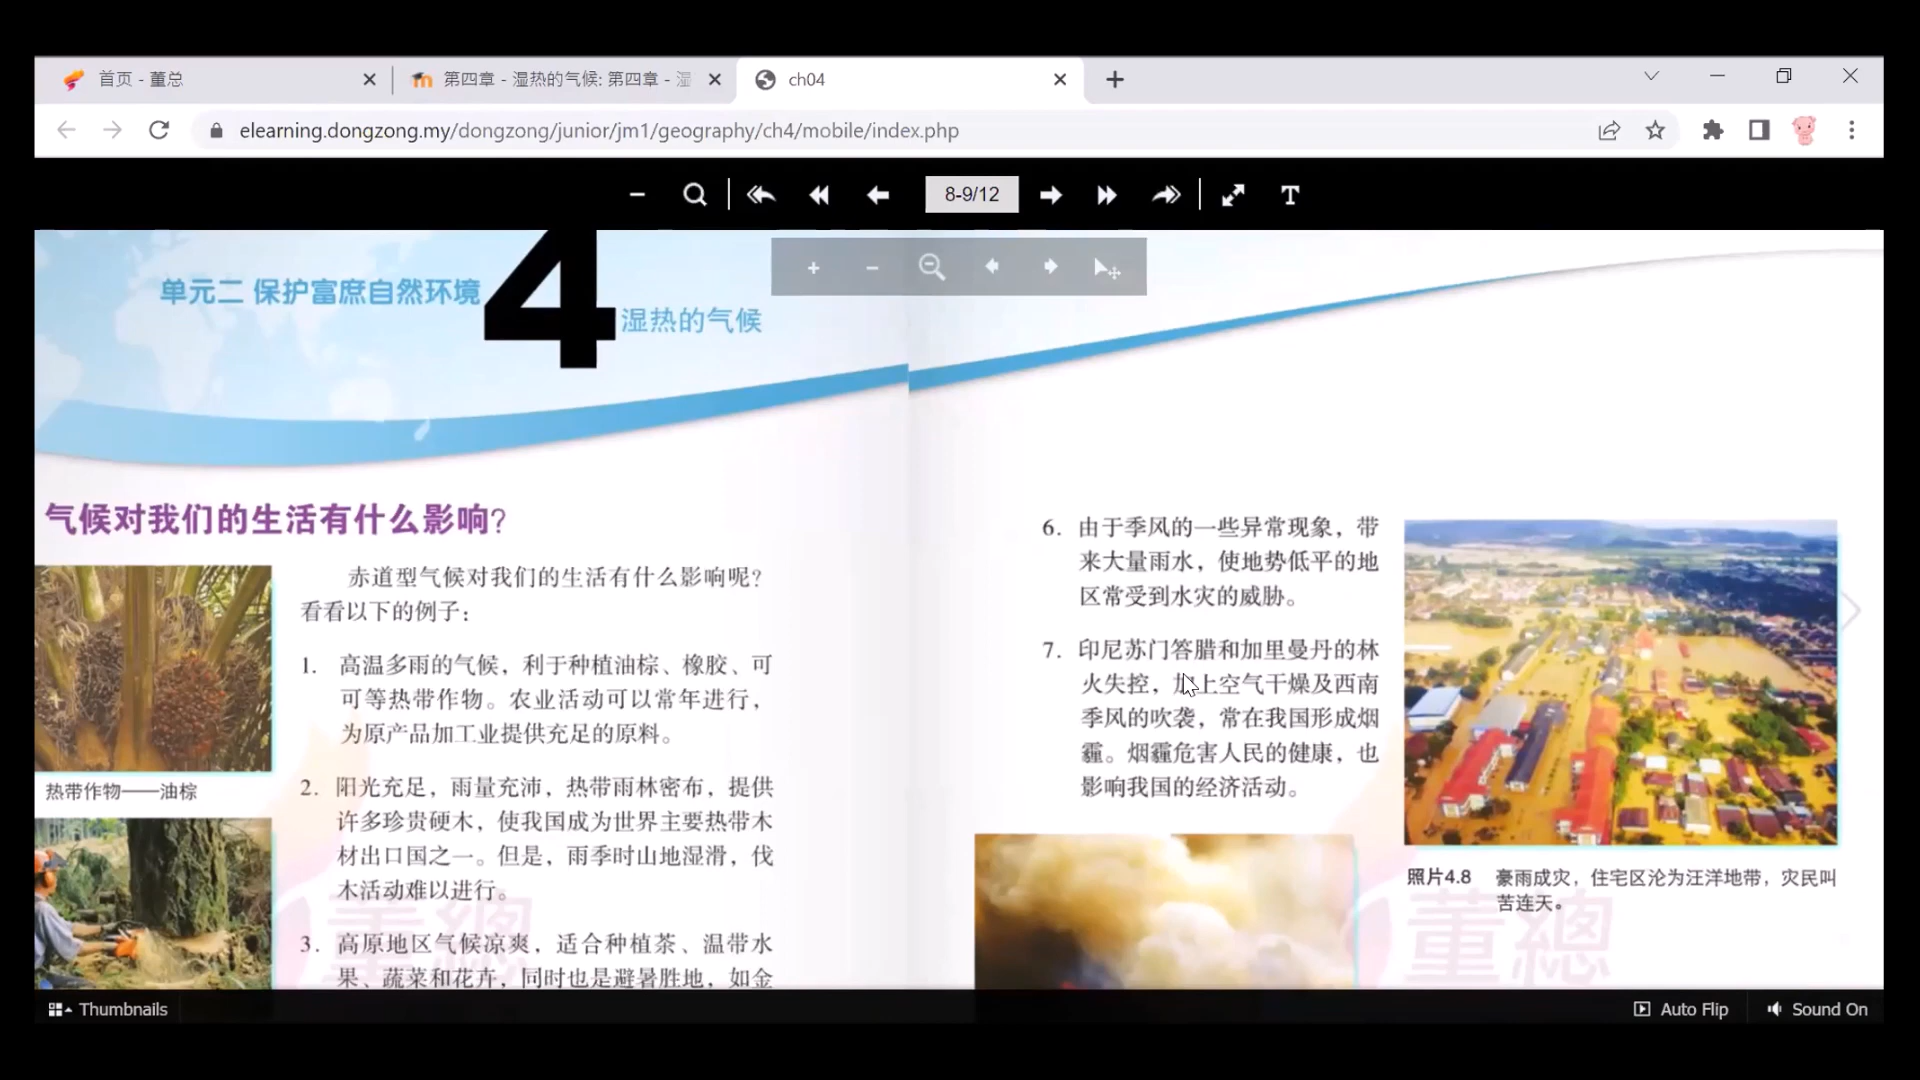 首页 - 董总
第四章 - 湿热的气候: 第四章 - 湿
ch04
elearning.dongzong.my/dongzong/junior/jm1/geography/ch4/mobile/index.php
8-9/12
单元二 保护富庶自然环境
4
湿热的气候
气候对我们的生活有什么影响?
赤道型气候对我们的生活有什么影响呢?
看看以下的例子:
1. 高温多雨的气候，利于种植油棕、橡胶、可
可等热带作物。农业活动可以常年进行，
为原产品加工业提供充足的原料。
热带作物——油棕
2. 阳光充足，雨量充沛，热带雨林密布，提供
许多珍贵硬木，使我国成为世界主要热带木
材出口国之一。但是，雨季时山地湿滑，伐
木活动难以进行。
3. 高原地区气候凉爽，适合种植茶、温带水
果、蔬菜和花卉，同时也是避暑胜地，如金
6. 由于季风的一些异常现象，带
来大量雨水，使地势低平的地
区常受到水灾的威胁。
7. 印尼苏门答腊和加里曼丹的林
火失控，加上空气干燥及西南
季风的吹袭，常在我国形成烟
霾。烟霾危害人民的健康，也
影响我国的经济活动。
照片4.8 豪雨成灾，住宅区沦为汪洋地带，灾民叫
苦连天。
董總
董總
Thumbnails
Auto Flip
Sound On